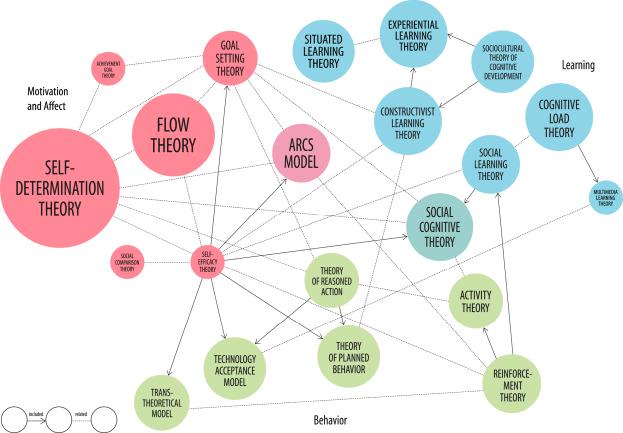 GOAL
SETTING
THEORY
EXPERIENTIAL
LEARNING
THEORY
SITUATED
LEARNING
THEORY
SOCIOCULTURAL
THEORY OF
COGNITIVE
DEVELOPMENT
ACHIEVEMENT
GOAL
THEORY
Learning
Motivation
and Affect
COGNITIVE
LOAD
THEORY
CONSTRUCTIVIST
LEARNING
THEORY
FLOW
THEORY
ARCS
MODEL
SOCIAL
LEARNING
THEORY
SELF-
DETERMINATION
THEORY
MULTIMEDIA
LEARNING
THEORY
SOCIAL
COGNITIVE
THEORY
SOCIAL
COMPARISON
THEORY
SELF-
EFFICACY
THEORY
THEORY
OF REASONED
ACTION
ACTIVITY
THEORY
TECHNOLOGY
ACCEPTANCE
MODEL
THEORY
OF PLANNED
BEHAVIOR
REINFORCE-
MENT
THEORY
TRANS-
THEORETICAL
MODEL
included
related
Behavior